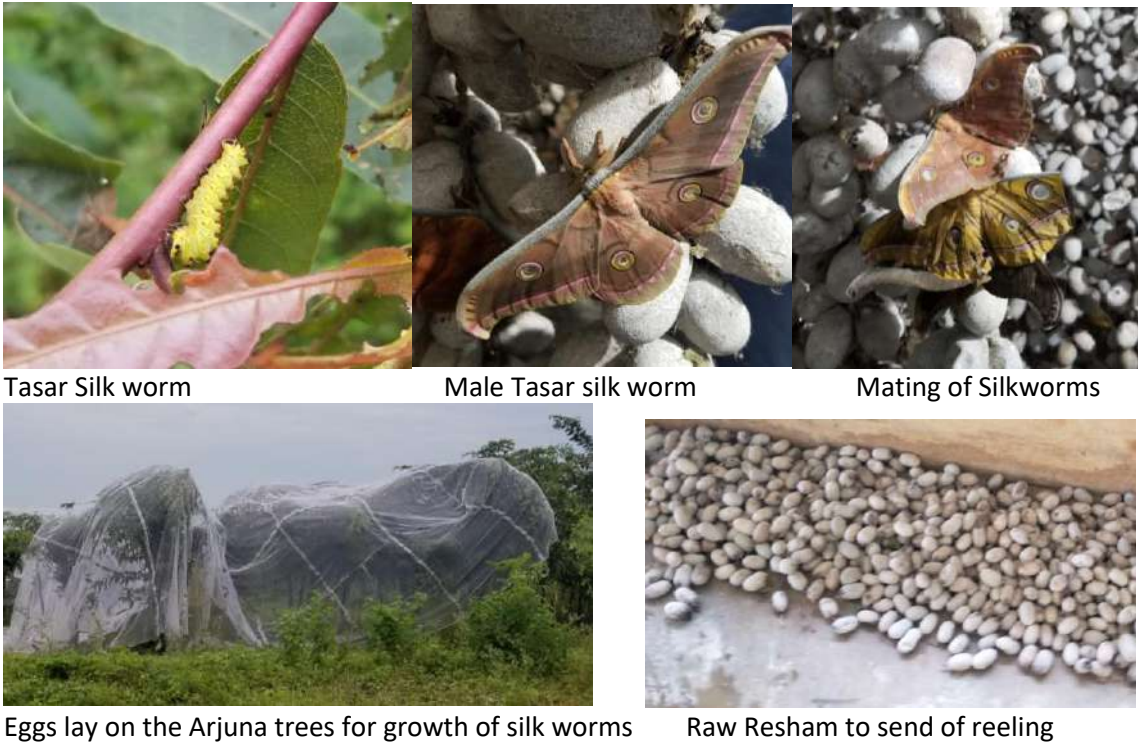 Tasar Silk worm
Male Tasar silk worm
Mating of Silkworms
Eggs lay on the Arjuna trees for growth of silk worms
Raw Resham to send of reeling